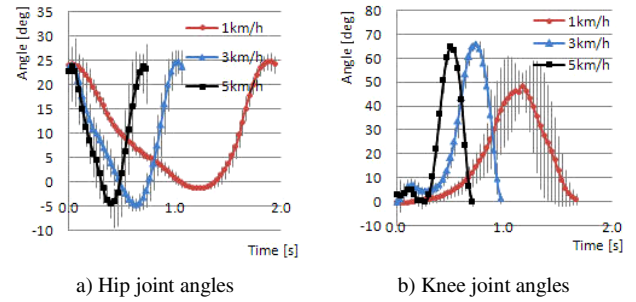 Angle [deg]
35
30
25
20
15
10
5
0
-5
-10
0.0
1.0
2.0
Time [s]
1km/h
3km/h
5km/h
a) Hip joint angles
Angle [deg]
80
70
60
50
40
30
20
10
0
-10
0.0
1.0
2.0
Time [s]
1km/h
3km/h
5km/h
b) Knee joint angles